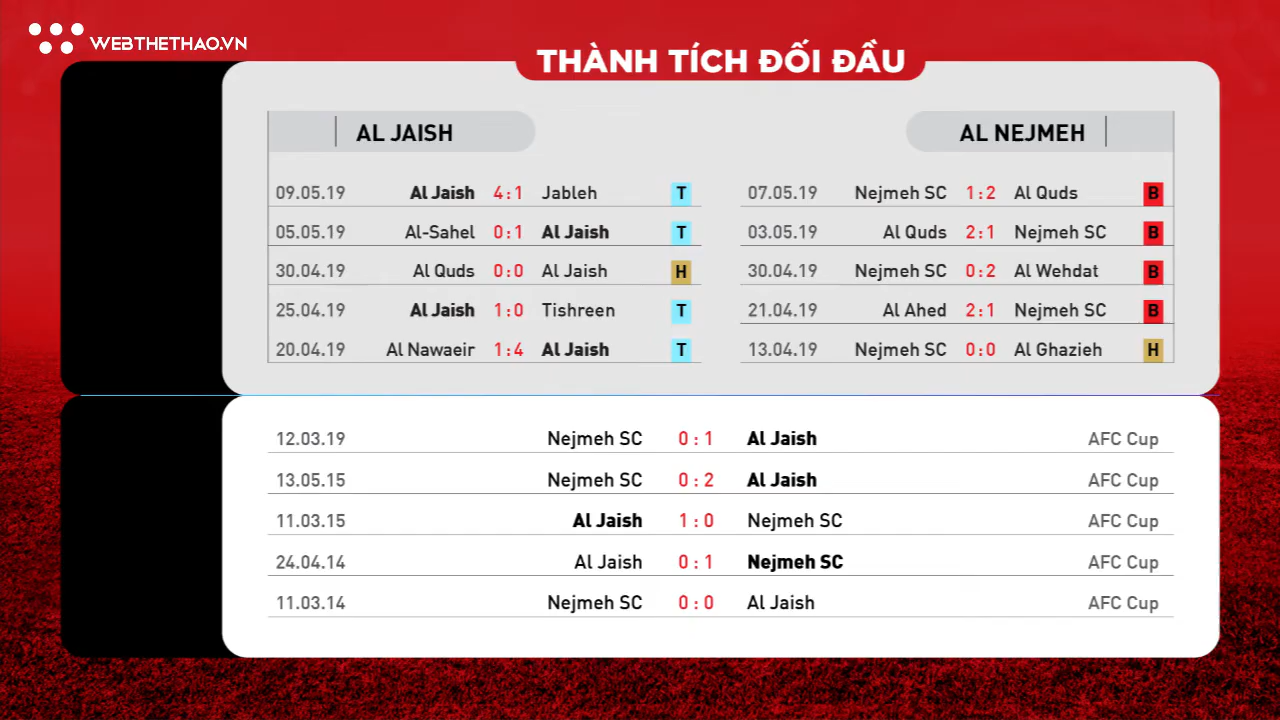 WEBTHETHAO.VN
THÀNH TÍCH ĐỐI ĐẦU
AL JAISH
09.05.19 Al Jaish 4:1 Jableh T
05.05.19 Al-Sahel 0:1 Al Jaish T
30.04.19 Al Quds 0:0 Al Jaish H
25.04.19 Al Jaish 1:0 Tishreen T
20.04.19 Al Nawaeir 1:4 Al Jaish T
AL NEJMEH
07.05.19 Nejmeh SC 1:2 Al Quds B
03.05.19 Al Quds 2:1 Nejmeh SC B
30.04.19 Nejmeh SC 0:2 Al Wehdat B
21.04.19 Al Ahed 2:1 Nejmeh SC B
13.04.19 Nejmeh SC 0:0 Al Ghazieh H
12.03.19 Nejmeh SC 0:1 Al Jaish AFC Cup
13.05.15 Nejmeh SC 0:2 Al Jaish AFC Cup
11.03.15 Al Jaish 1:0 Nejmeh SC AFC Cup
24.04.14 Al Jaish 0:1 Nejmeh SC AFC Cup
11.03.14 Nejmeh SC 0:0 Al Jaish AFC Cup